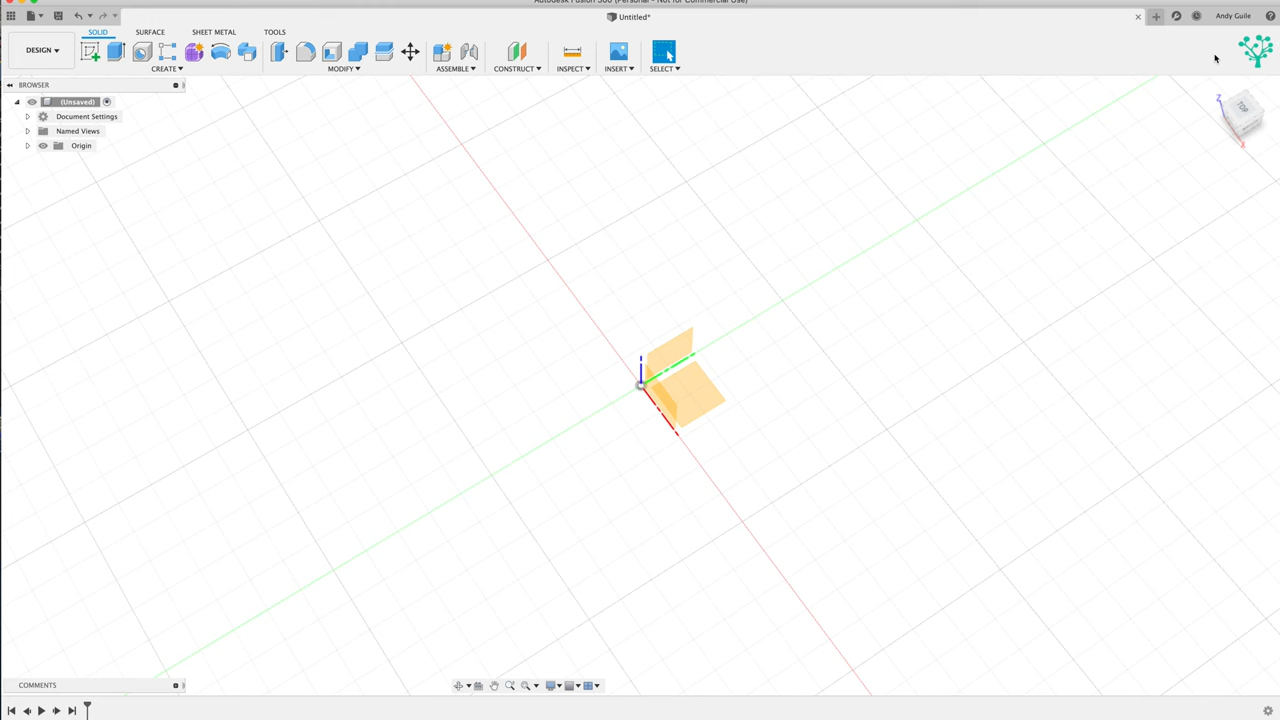 Autodesk Fusion 360 (Personal - Not for Commercial Use)
Untitled*
Andy Guile
SOLID SURFACE SHEET METAL TOOLS
DESIGN
CREATE MODIFY ASSEMBLE CONSTRUCT INSPECT INSERT SELECT
BROWSER
(Unsaved)
Document Settings
Named Views
Origin
Z
TOP
X
COMMENTS